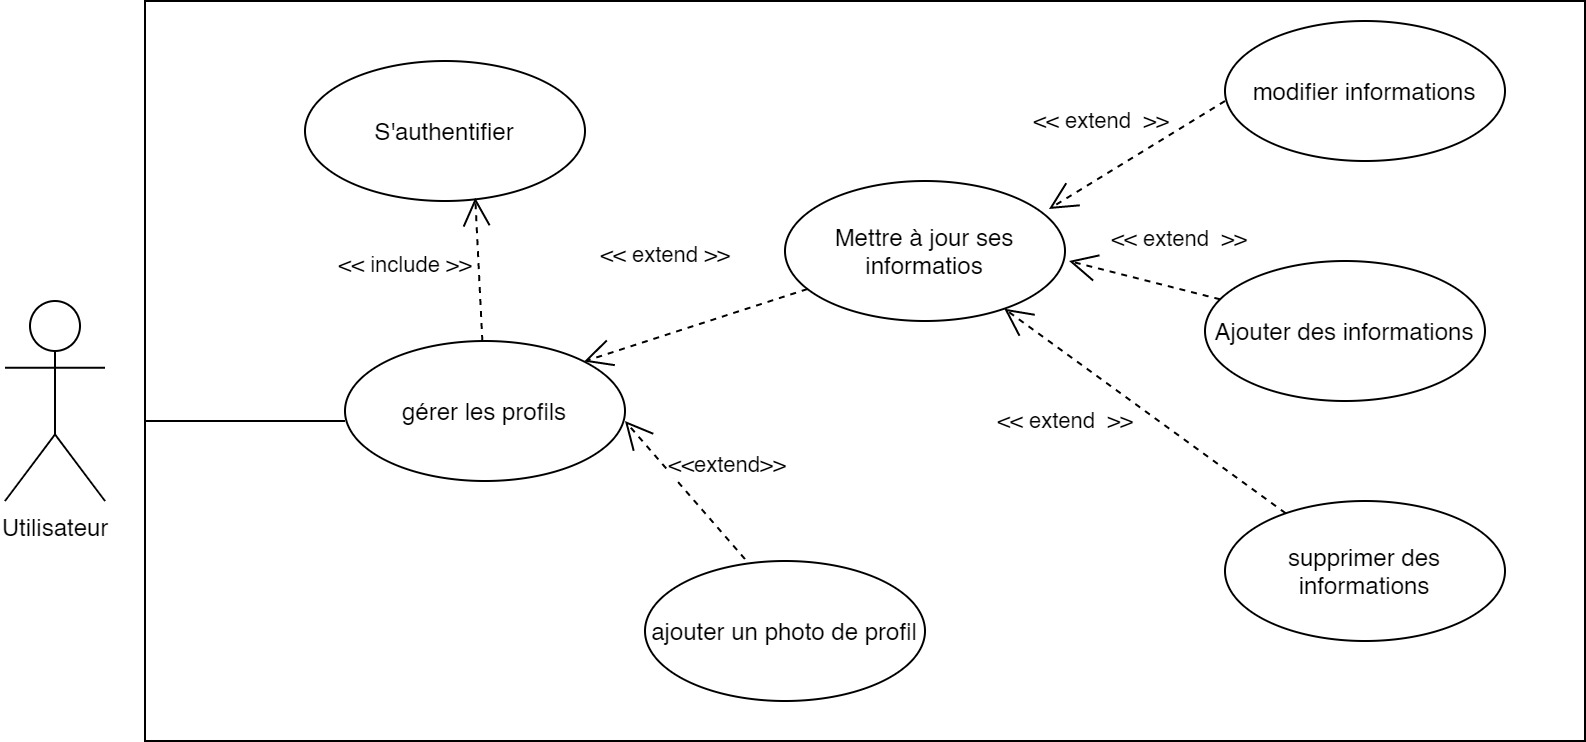 modifier informations
<< extend  >>
S'authentifier
Mettre à jour ses
informatios
<< extend  >>
<< extend >>
<< include >>
Ajouter des informations
gérer les profils
<< extend  >>
<<extend>>
Utilisateur
supprimer des
informations
ajouter un photo de profil